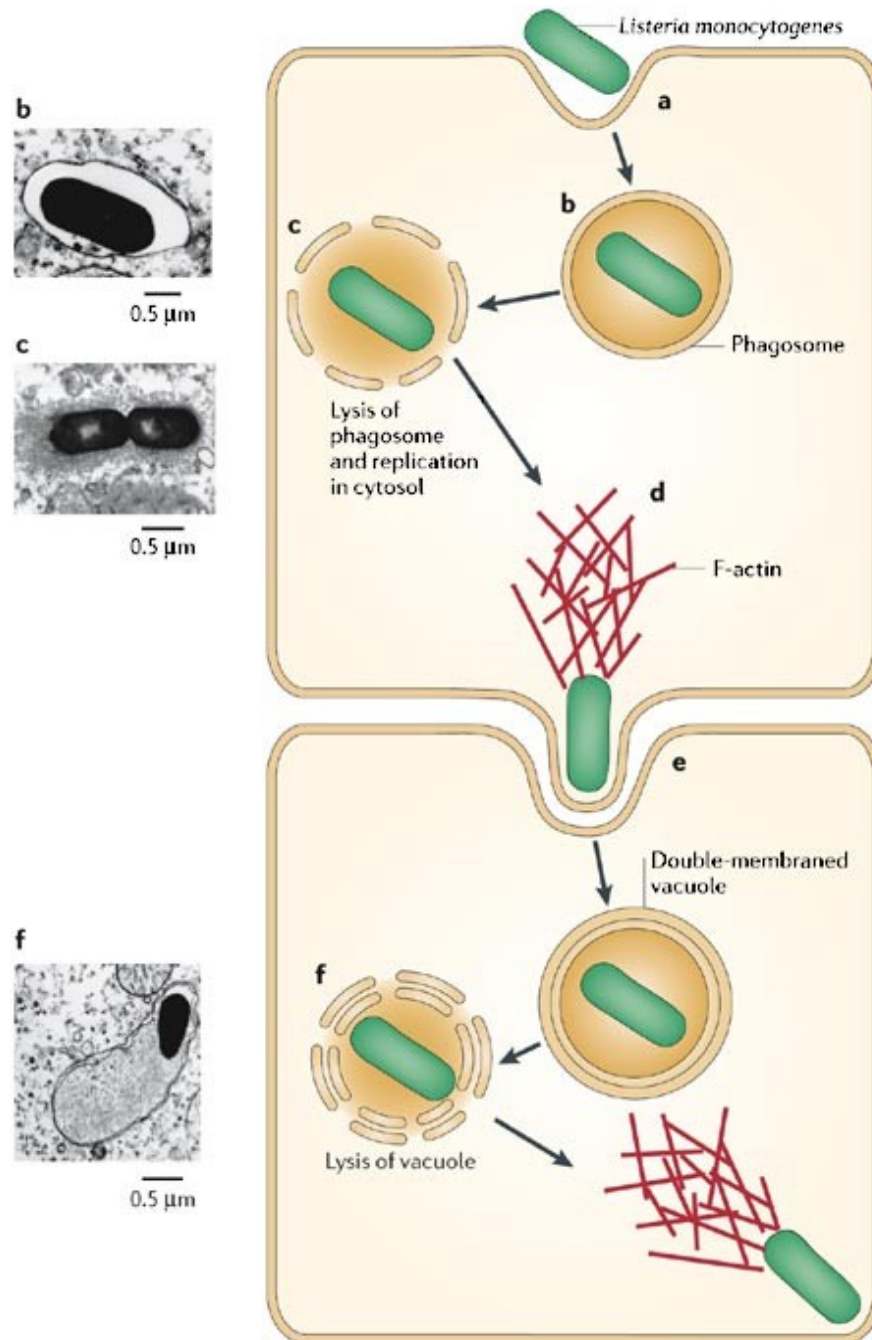 Listeria monocytogenes
a
b
0.5 µm
b
Phagosome
c
Lysis of
phagosome
and replication
in cytosol
c
0.5 µm
d
F-actin
e
Double-membraned
vacuole
f
Lysis of vacuole
f
0.5 µm